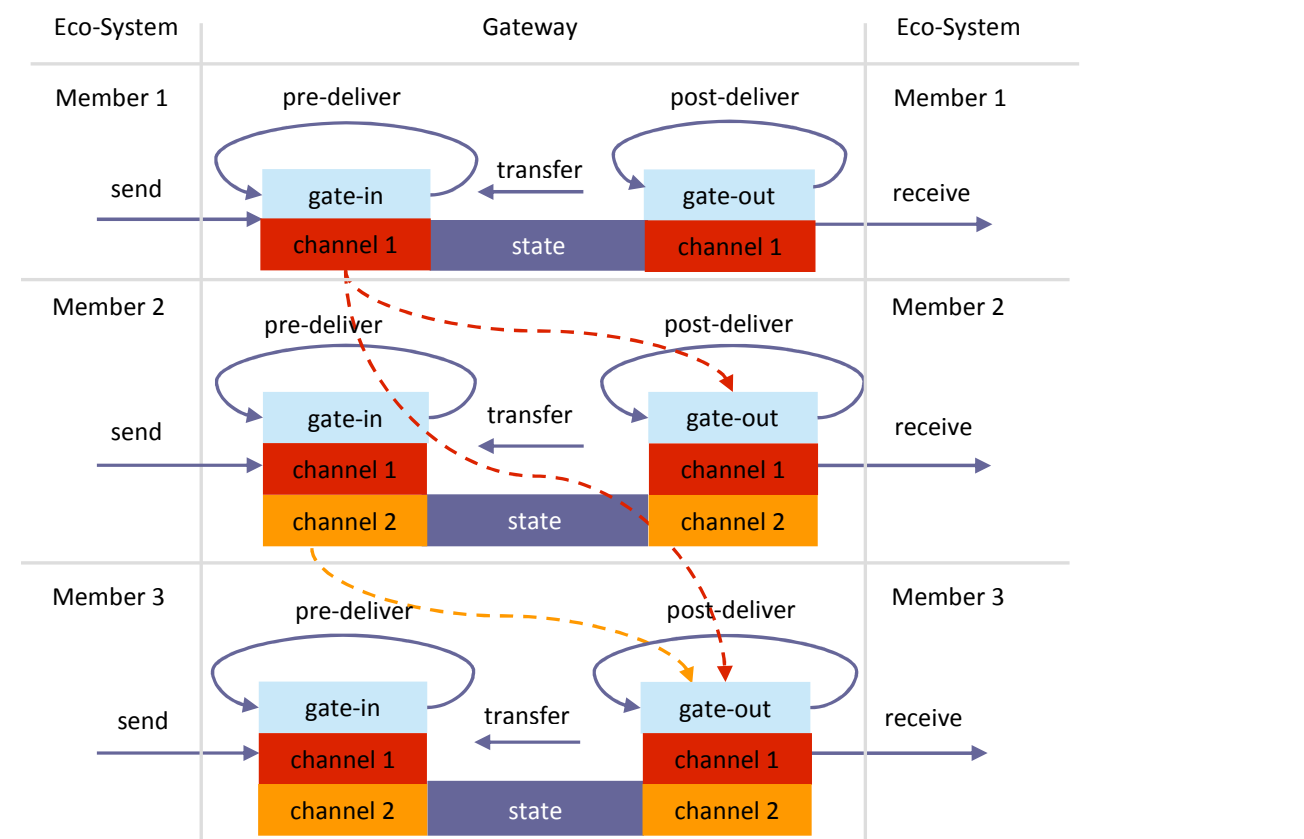 Eco-System
Gateway
Eco-System
Member 1
pre-deliver
post-deliver
Member 1
send
transfer
receive
gate-in
gate-out
channel 1
state
channel 1
Member 2
pre-deliver
post-deliver
Member 2
send
transfer
receive
gate-in
gate-out
channel 1
channel 1
channel 2
state
channel 2
Member 3
pre-deliver
post-deliver
Member 3
send
transfer
receive
gate-in
gate-out
channel 1
channel 1
channel 2
state
channel 2